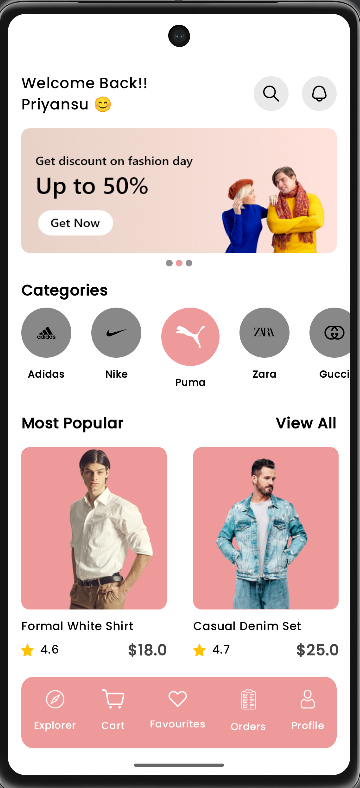 Welcome Back!!
Priyansu 😊
Get discount on fashion day
Up to 50%
Get Now
Categories
adidas
ZARA
Adidas
Nike
Puma
Zara
Gucci
Most Popular
View All
Formal White Shirt
Casual Denim Set
4.6
$18.0
4.7
$25.0
Explorer
Cart
Favourites
Orders
Profile